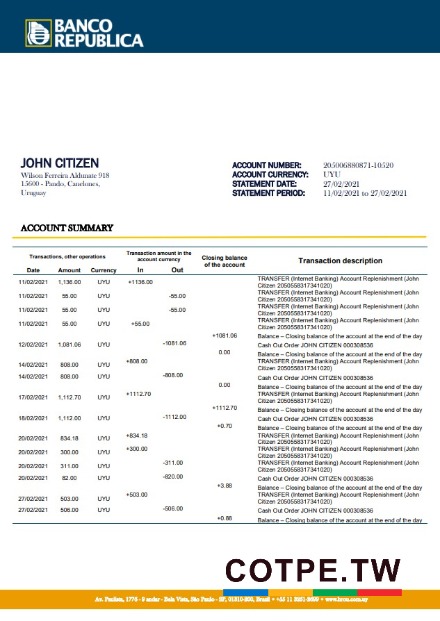 BANCO
REPUBLICA
JOHN CITIZEN
Wilson Ferreira Aldunate 918
15600 - Pando, Canelones,
Uruguay
ACCOUNT NUMBER: 205006880871-10520
ACCOUNT CURRENCY: UYU
STATEMENT DATE: 27/02/2021
STATEMENT PERIOD: 11/02/2021 to 27/02/2021
ACCOUNT SUMMARY
Transactions, other operations
Transaction amount in the
account currency
Closing balance
of the account
Transaction description
Date Amount Currency In Out
11/02/2021 1,136.00 UYU +1136.00 TRANSFER (Internet Banking) Account Replenishment (John
Citizen 2050558317341020)
11/02/2021 55.00 UYU -55.00 TRANSFER (Internet Banking) Account Replenishment (John
Citizen 2050558317341020)
11/02/2021 55.00 UYU -55.00 TRANSFER (Internet Banking) Account Replenishment (John
Citizen 2050558317341020)
11/02/2021 55.00 UYU +55.00 TRANSFER (Internet Banking) Account Replenishment (John
Citizen 2050558317341020)
+1081.06 Balance – Closing balance of the account at the end of the day
12/02/2021 1,081.06 UYU -1081.06 Cash Out Order JOHN CITIZEN 000308536
0.00 Balance – Closing balance of the account at the end of the day
14/02/2021 808.00 UYU +808.00 TRANSFER (Internet Banking) Account Replenishment (John
Citizen 2050558317341020)
14/02/2021 808.00 UYU -808.00 Cash Out Order JOHN CITIZEN 000308536
0.00 Balance – Closing balance of the account at the end of the day
17/02/2021 1,112.70 UYU +1112.70 TRANSFER (Internet Banking) Account Replenishment (John
Citizen 2050558317341020)
+1112.70 Balance – Closing balance of the account at the end of the day
18/02/2021 1,112.00 UYU -1112.00 Cash Out Order JOHN CITIZEN 000308536
+0.70 Balance – Closing balance of the account at the end of the day
20/02/2021 834.18 UYU +834.18 TRANSFER (Internet Banking) Account Replenishment (John
Citizen 2050558317341020)
20/02/2021 300.00 UYU +300.00 TRANSFER (Internet Banking) Account Replenishment (John
Citizen 2050558317341020)
20/02/2021 311.00 UYU -311.00 TRANSFER (Internet Banking) Account Replenishment (John
Citizen 2050558317341020)
20/02/2021 82.00 UYU -820.00 Cash Out Order JOHN CITIZEN 000308536
+3.88 Balance – Closing balance of the account at the end of the day
27/02/2021 503.00 UYU +503.00 TRANSFER (Internet Banking) Account Replenishment (John
Citizen 2050558317341020)
27/02/2021 506.00 UYU -506.00 Cash Out Order JOHN CITIZEN 000308536
+0.88 Balance – Closing balance of the account at the end of the day
COTPE.TW
Av. Paulista, 1776 - 9 andar - Bela Vista, São Paulo - SP, 01310-200, Brasil